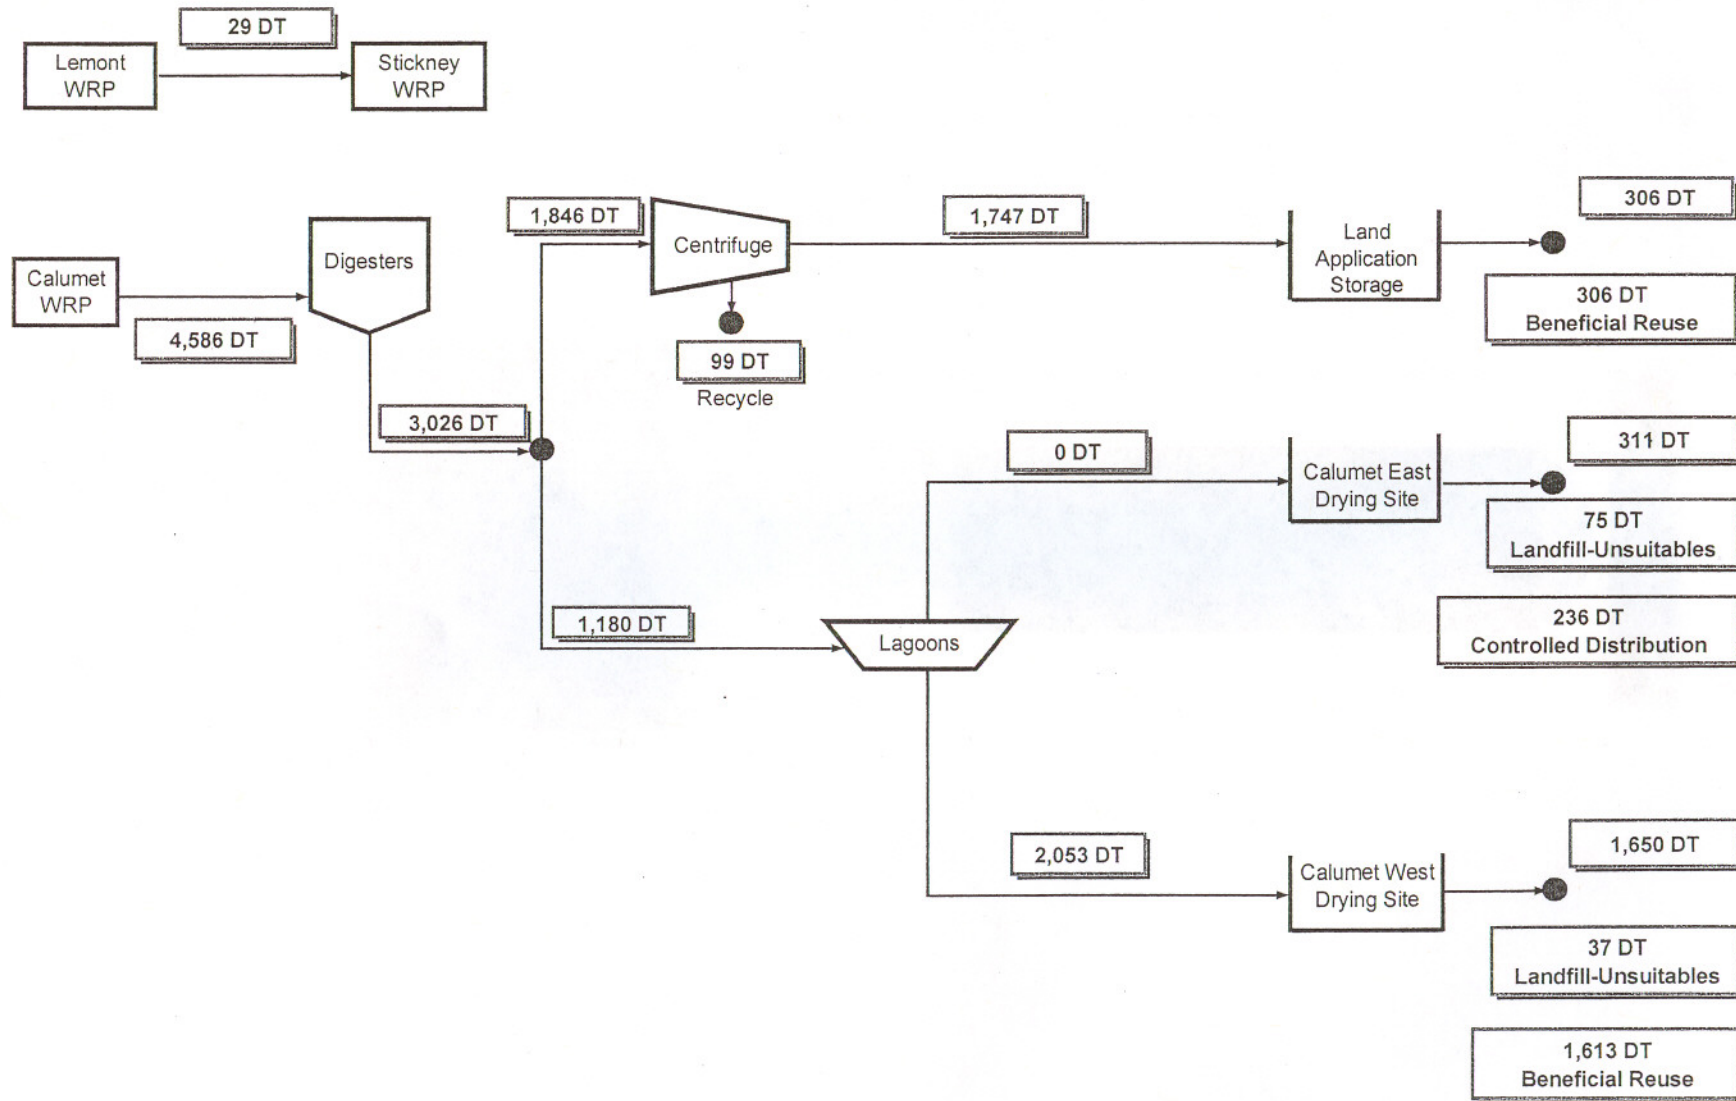 29 DT
Lemont
WRP
Stickney
WRP
306 DT
1,846 DT
1,747 DT
Centrifuge
Land
Application
Storage
Digesters
Calumet
WRP
4,586 DT
306 DT
Beneficial Reuse
99 DT
Recycle
3,026 DT
0 DT
311 DT
Calumet East
Drying Site
75 DT
Landfill-Unsuitables
1,180 DT
Lagoons
236 DT
Controlled Distribution
2,053 DT
1,650 DT
Calumet West
Drying Site
37 DT
Landfill-Unsuitables
1,613 DT
Beneficial Reuse